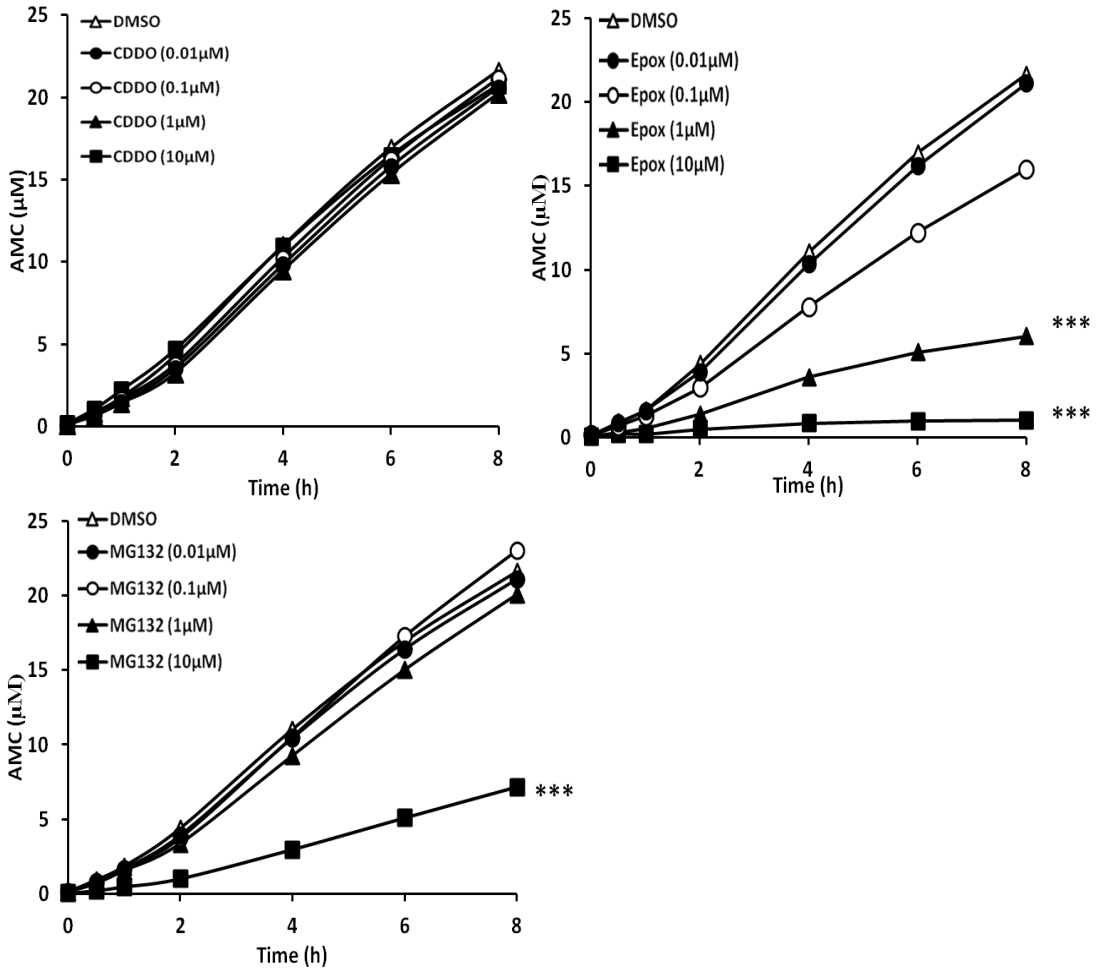 25
20
15
10
5
0
AMC (µM)
DMSO
CDDO (0.01µM)
CDDO (0.1µM)
CDDO (1µM)
CDDO (10µM)
0 2 4 6 8
Time (h)
25
20
15
10
5
0
AMC (µM)
DMSO
Epox (0.01µM)
Epox (0.1µM)
Epox (1µM)
Epox (10µM)
***
***
0 2 4 6 8
Time (h)
25
20
15
10
5
0
AMC (µM)
DMSO
MG132 (0.01µM)
MG132 (0.1µM)
MG132 (1µM)
MG132 (10µM)
***
0 2 4 6 8
Time (h)